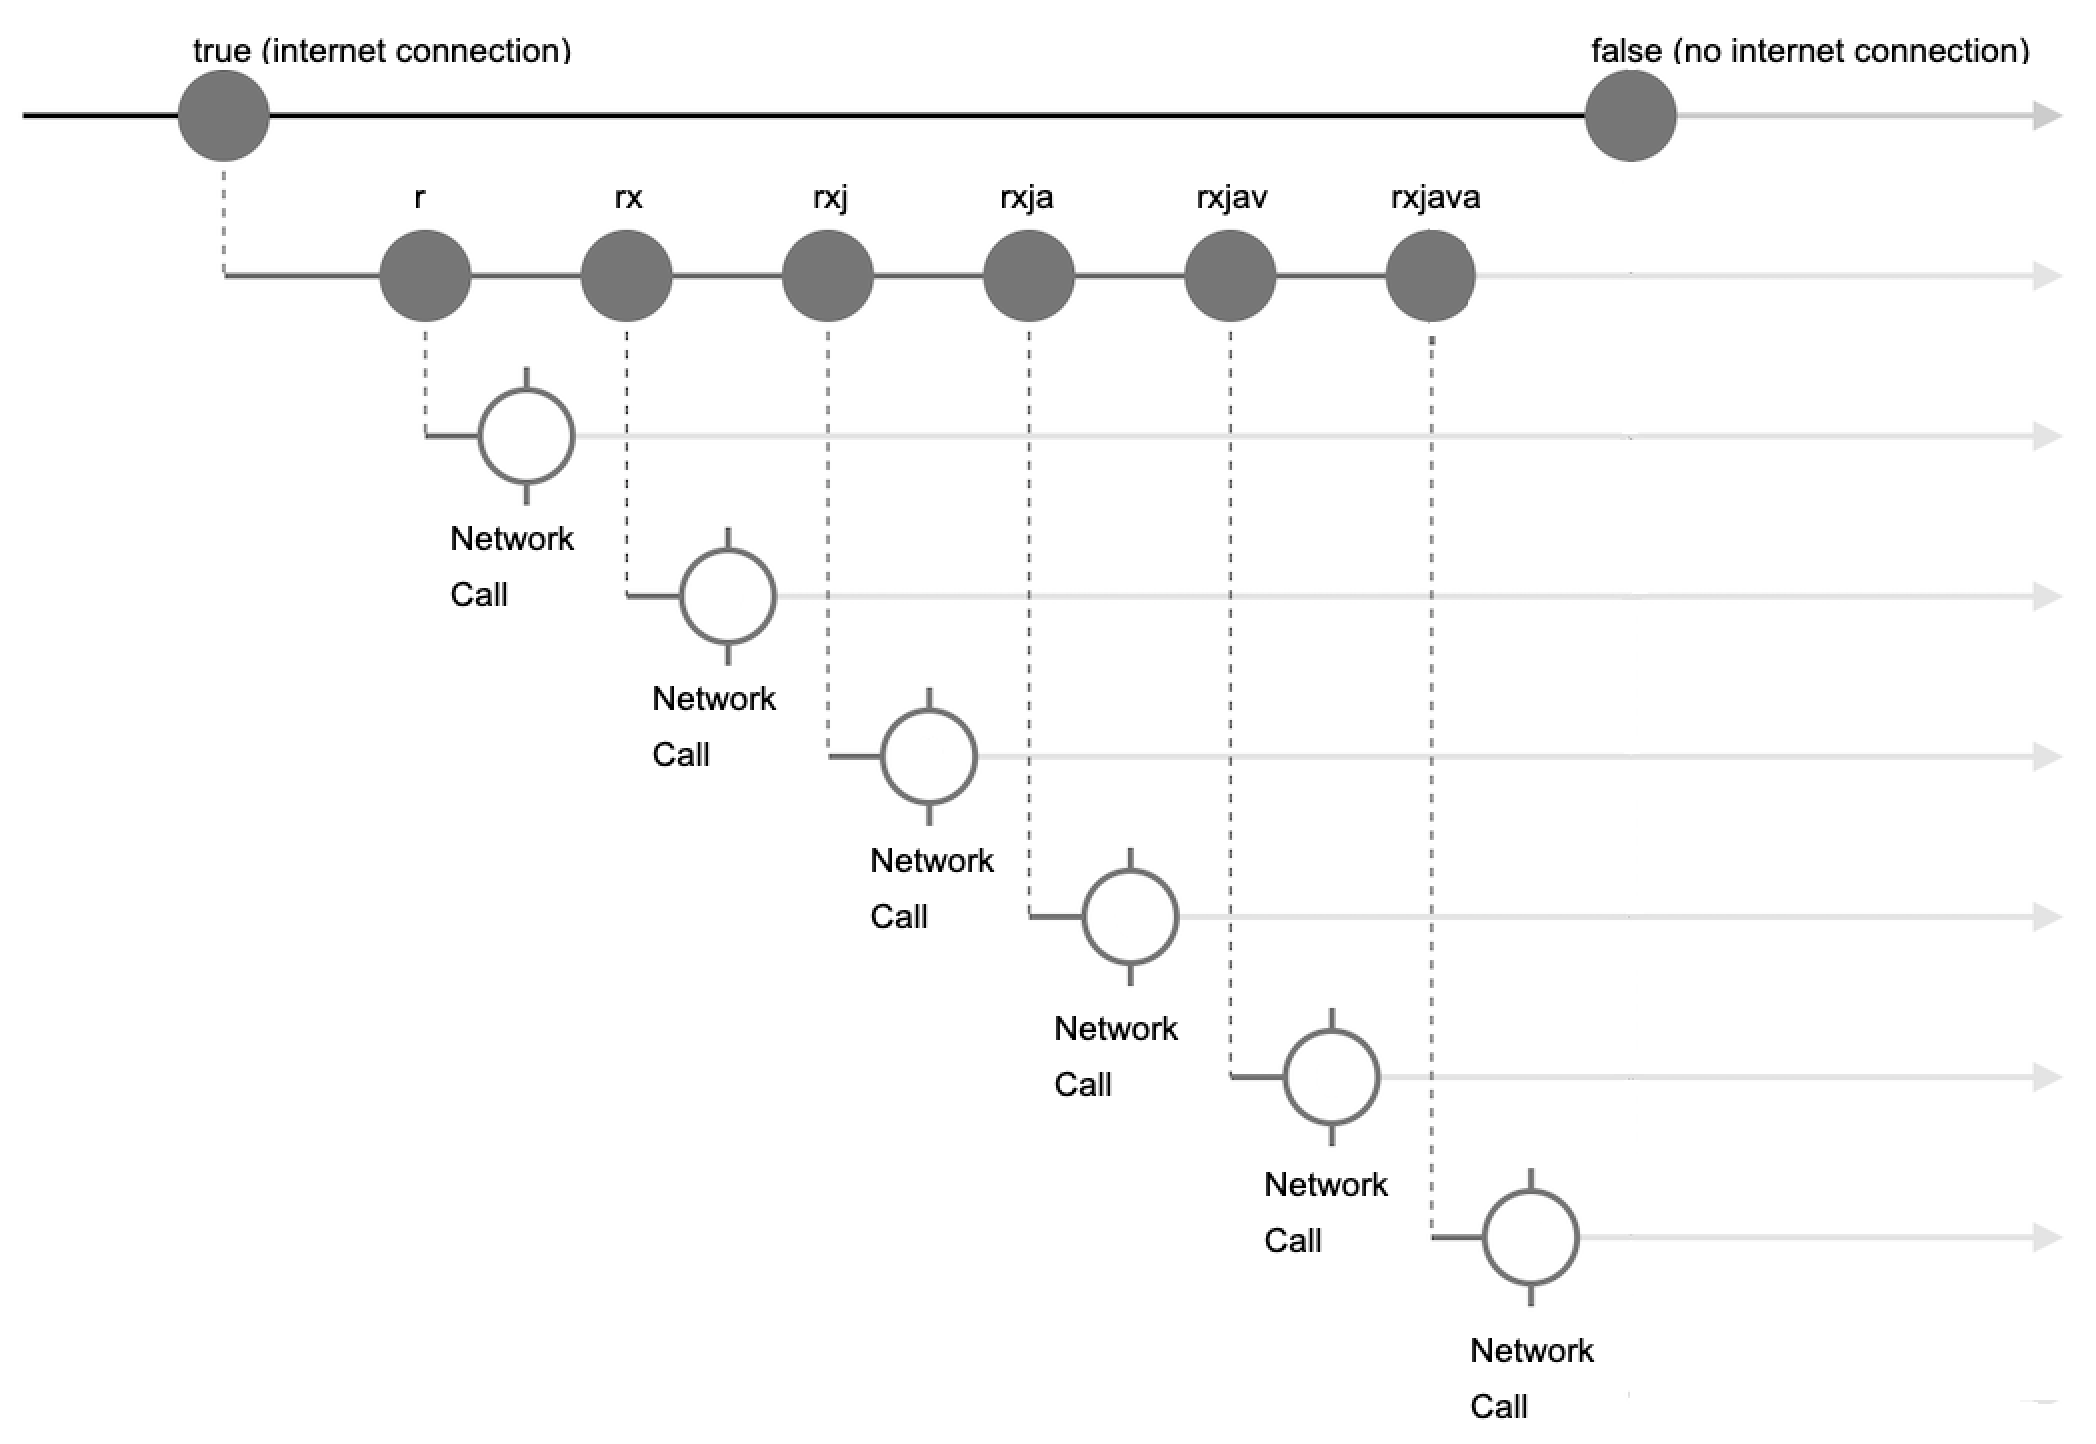 true (internet connection)
false (no internet connection)
r
rx
rxj
rxja
rxjav
rxjava
Network
Call
Network
Call
Network
Call
Network
Call
Network
Call
Network
Call